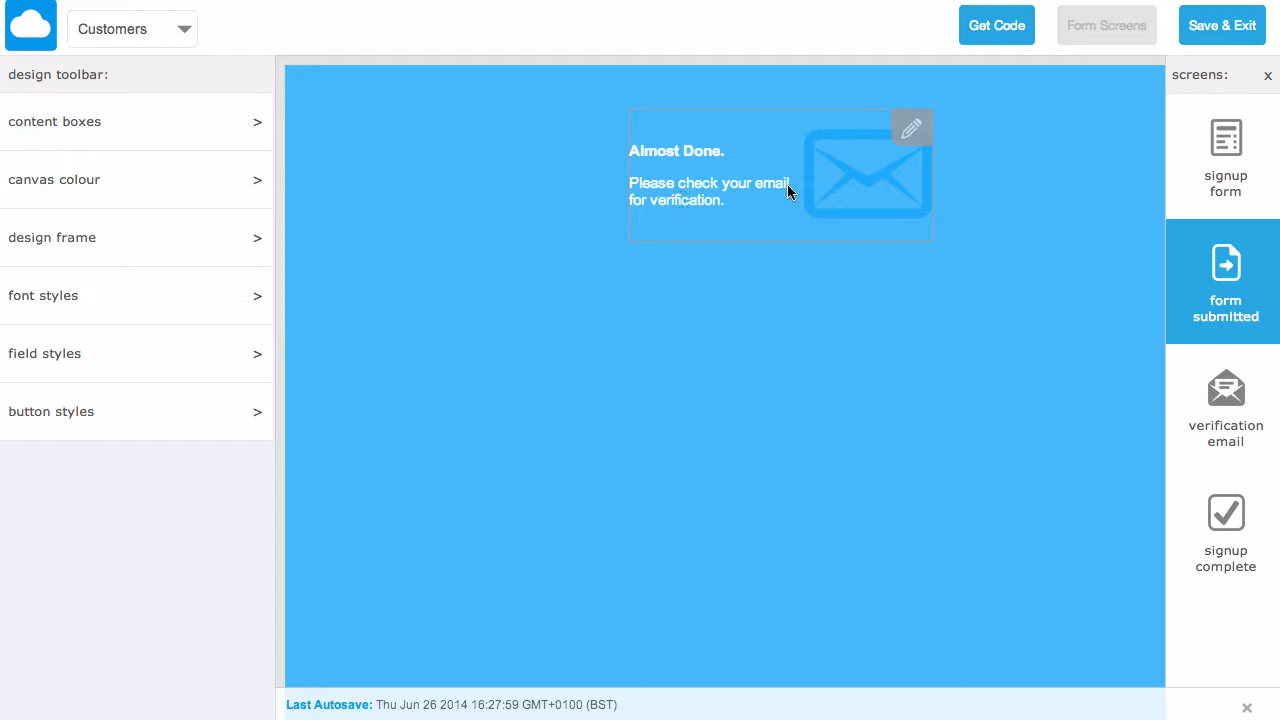 Customers
Get Code
Form Screens
Save & Exit
design toolbar:
content boxes >
canvas colour >
design frame >
font styles >
field styles >
button styles >
Almost Done.
Please check your email
for verification.
screens: x
signup
form
form
submitted
verification
email
signup
complete
Last Autosave: Thu Jun 26 2014 16:27:59 GMT+0100 (BST)